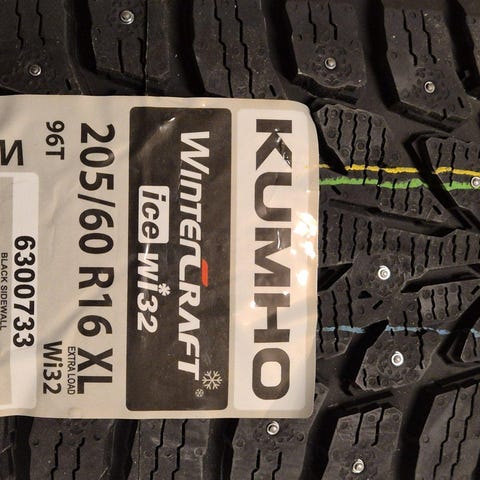 KUMHO
WinterCraft
ice wi32
205/60 R16 XL
EXTRA LOAD
96T
Wi32
6300733
BLACK SIDEWALL